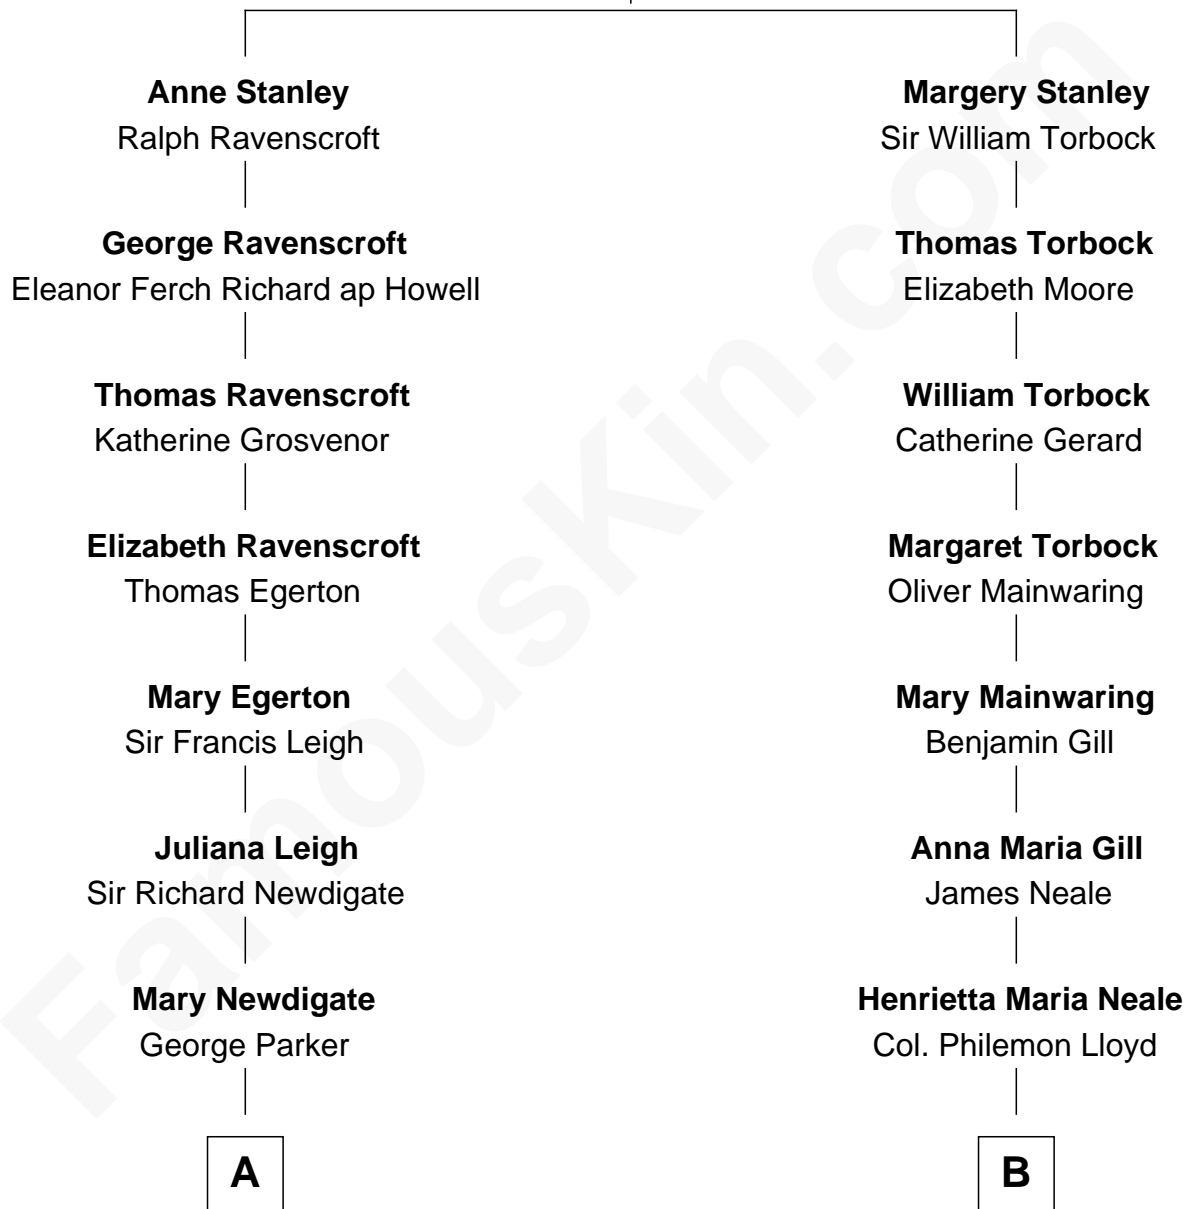 Anne Stanley
Ralph Ravenscroft
George Ravenscroft
Eleanor Ferch Richard ap Howell
Thomas Ravenscroft
Katherine Grosvenor
Elizabeth Ravenscroft
Thomas Egerton
Mary Egerton
Sir Francis Leigh
Juliana Leigh
Sir Richard Newdigate
Mary Newdigate
George Parker
A
Margery Stanley
Sir William Torbock
Thomas Torbock
Elizabeth Moore
William Torbock
Catherine Gerard
Margaret Torbock
Oliver Mainwaring
Mary Mainwaring
Benjamin Gill
Anna Maria Gill
James Neale
Henrietta Maria Neale
Col. Philemon Lloyd
B
FamousKin.com